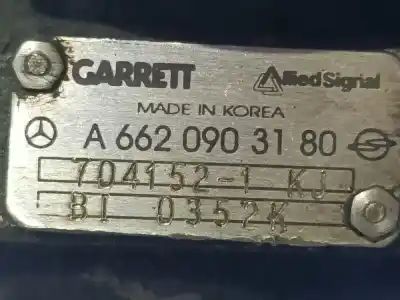 GARRETT AlliedSignal
MADE IN KOREA
A 662 090 31 80
704152-1 KJ
BI 0352K